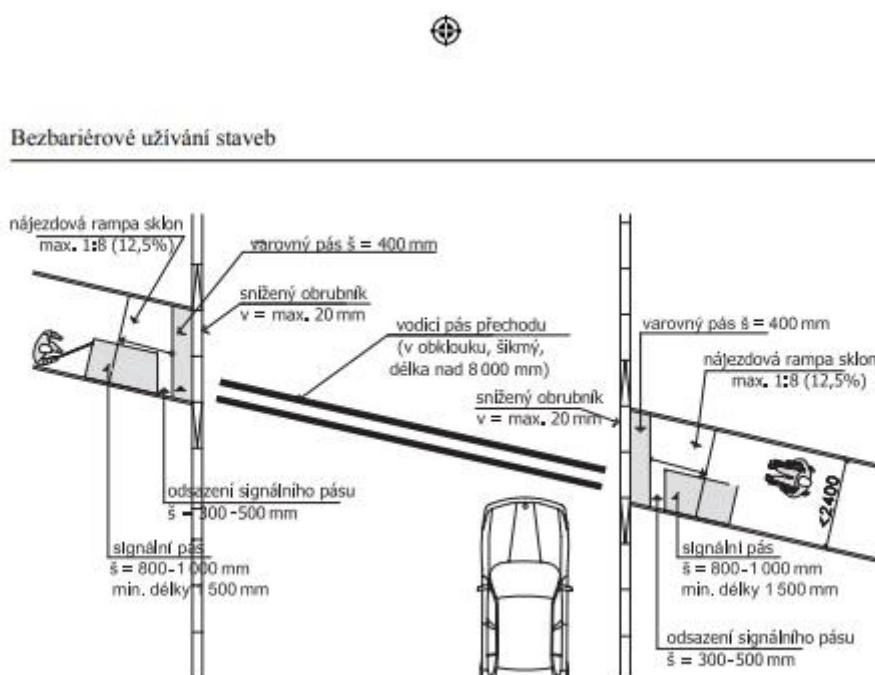 Bezbariérové užívání staveb
nájezdová rampa sklon
max. 1:8 (12,5%)
varovný pás š = 400 mm
snížený obrubník
v = max. 20 mm
vodicí pás přechodu
(v obklouku, šikmý,
délka nad 8 000 mm)
varovný pás š = 400 mm
nájezdová rampa sklon
max. 1:8 (12,5%)
snížený obrubník
v = max. 20 mm
odsazení signálního pásu
š = 300-500 mm
signální pás
š = 800-1 000 mm
min. délky 1 500 mm
<2400
signální pás
š = 800-1 000 mm
min. délky 1 500 mm
odsazení signálního pásu
š = 300-500 mm